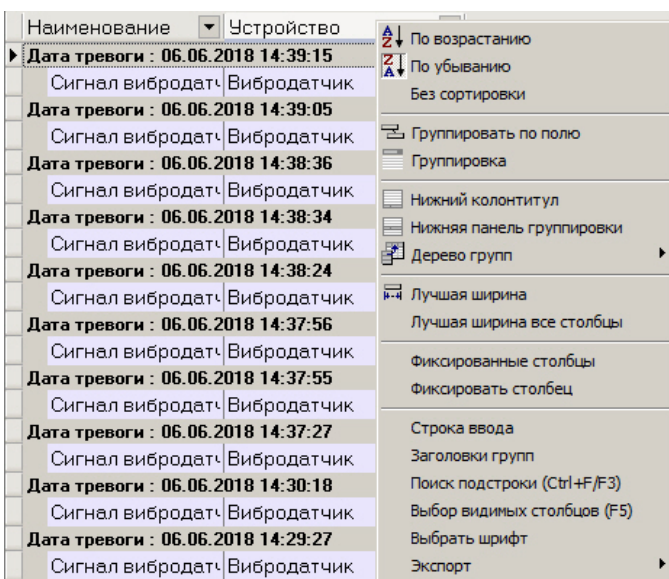 Наименование Устройство
Дата тревоги : 06.06.2018 14:39:15
Сигнал вибродатч Вибродатчик
Дата тревоги : 06.06.2018 14:39:05
Сигнал вибродатч Вибродатчик
Дата тревоги : 06.06.2018 14:38:36
Сигнал вибродатч Вибродатчик
Дата тревоги : 06.06.2018 14:38:34
Сигнал вибродатч Вибродатчик
Дата тревоги : 06.06.2018 14:38:24
Сигнал вибродатч Вибродатчик
Дата тревоги : 06.06.2018 14:37:56
Сигнал вибродатч Вибродатчик
Дата тревоги : 06.06.2018 14:37:55
Сигнал вибродатч Вибродатчик
Дата тревоги : 06.06.2018 14:37:27
Сигнал вибродатч Вибродатчик
Дата тревоги : 06.06.2018 14:30:18
Сигнал вибродатч Вибродатчик
Дата тревоги : 06.06.2018 14:29:27
Сигнал вибродатч Вибродатчик
По возрастанию
По убыванию
Без сортировки
Группировать по полю
Группировка
Нижний колонтитул
Нижняя панель группировки
Дерево групп
Лучшая ширина
Лучшая ширина все столбцы
Фиксированные столбцы
Фиксировать столбец
Строка ввода
Заголовки групп
Поиск подстроки (Ctrl+F/F3)
Выбор видимых столбцов (F5)
Выбрать шрифт
Экспорт